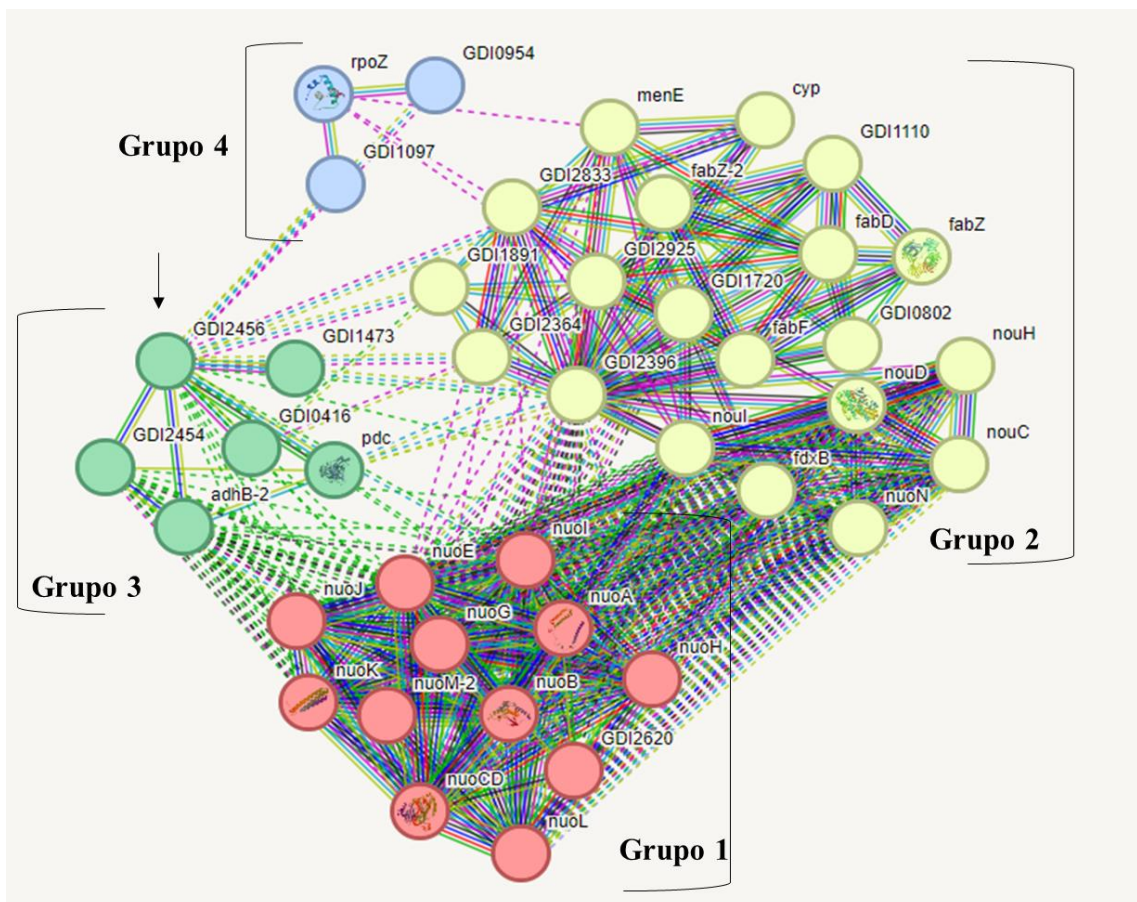 rpoZ
GDI0954
Grupo 4
GDI1097
menE
cyp
GDI1110
GDI2833
fabZ-2
fabD
fabZ
GDI1891
GDI2925
GDI1720
GDI0802
GDI2364
fabF
nouH
GDI2396
nouD
nouI
nouC
fdxB
nuoN
Grupo 2
GDI2456
GDI1473
GDI0416
GDI2454
pdc
adhB-2
Grupo 3
nuoI
nuoE
nuoJ
nuoA
nuoG
nuoH
nuoK
nuoM-2
nuoB
GDI2620
nuoCD
nuoL
Grupo 1